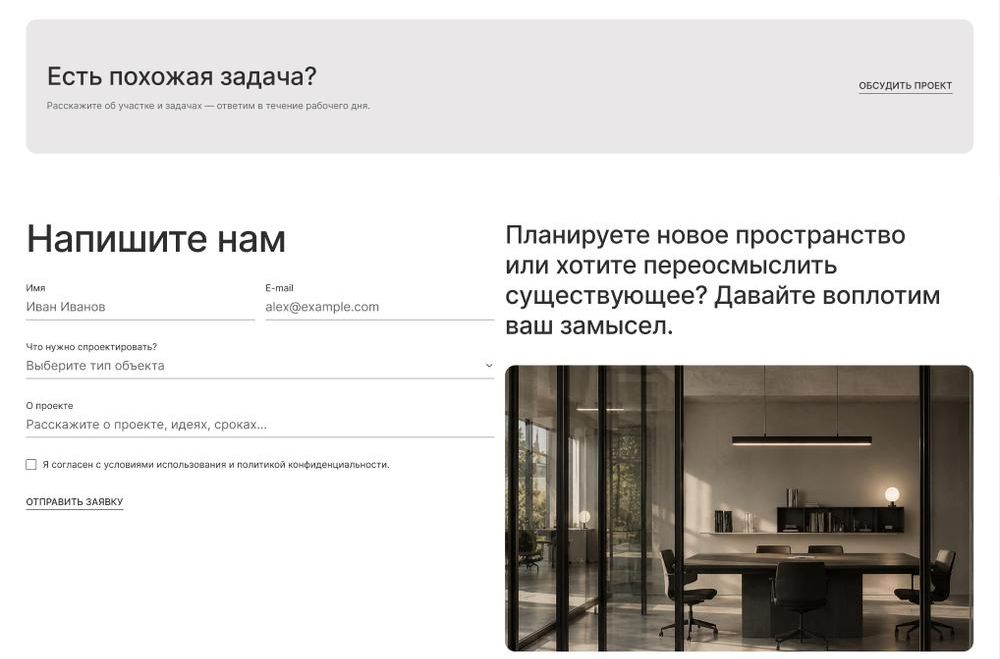 Есть похожая задача?
Расскажите об участке и задачах — ответим в течение рабочего дня.
ОБСУДИТЬ ПРОЕКТ
Напишите нам
Имя
Иван Иванов
E-mail
alex@example.com
Что нужно спроектировать?
Выберите тип объекта
О проекте
Расскажите о проекте, идеях, сроках...
Я согласен с условиями использования и политикой конфиденциальности.
ОТПРАВИТЬ ЗАЯВКУ
Планируете новое пространство
или хотите переосмыслить
существующее? Давайте воплотим
ваш замысел.